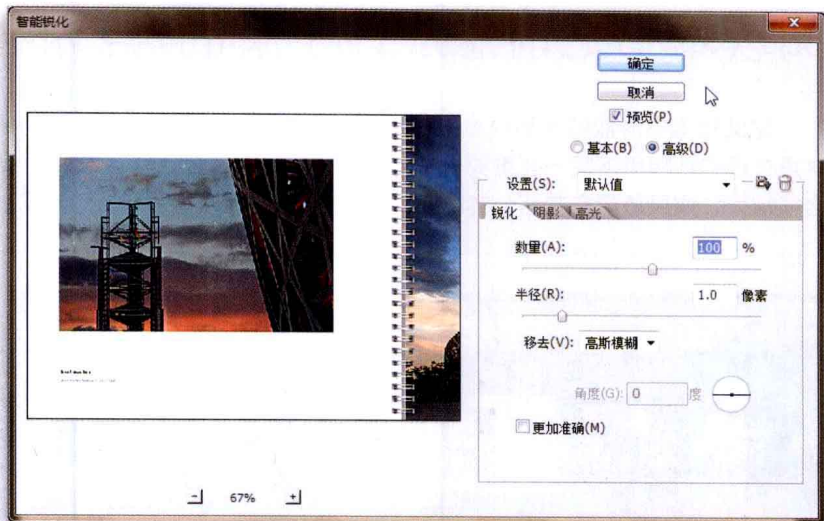 智能锐化
确定
取消
预览(P)
基本(B) 高级(D)
设置(S): 默认值
锐化 阴影 高光
数量(A): 100 %
半径(R): 1.0 像素
移去(V): 高斯模糊
角度(G): 0 度
更加准确(M)
67%